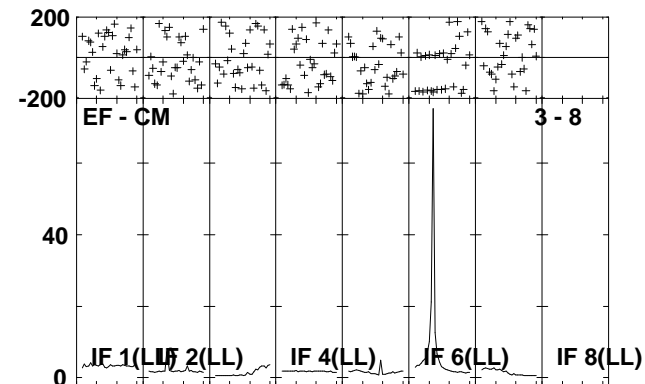 200
-200
EF - CM 3 - 8
40
IF 1(LL) IF 2(LL) IF 4(LL) IF 6(LL) IF 8(LL)
0